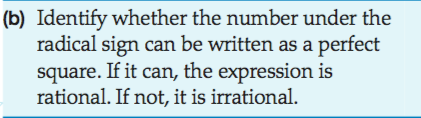 (b) Identify whether the number under the
radical sign can be written as a perfect
square. If it can, the expression is
rational. If not, it is irrational.